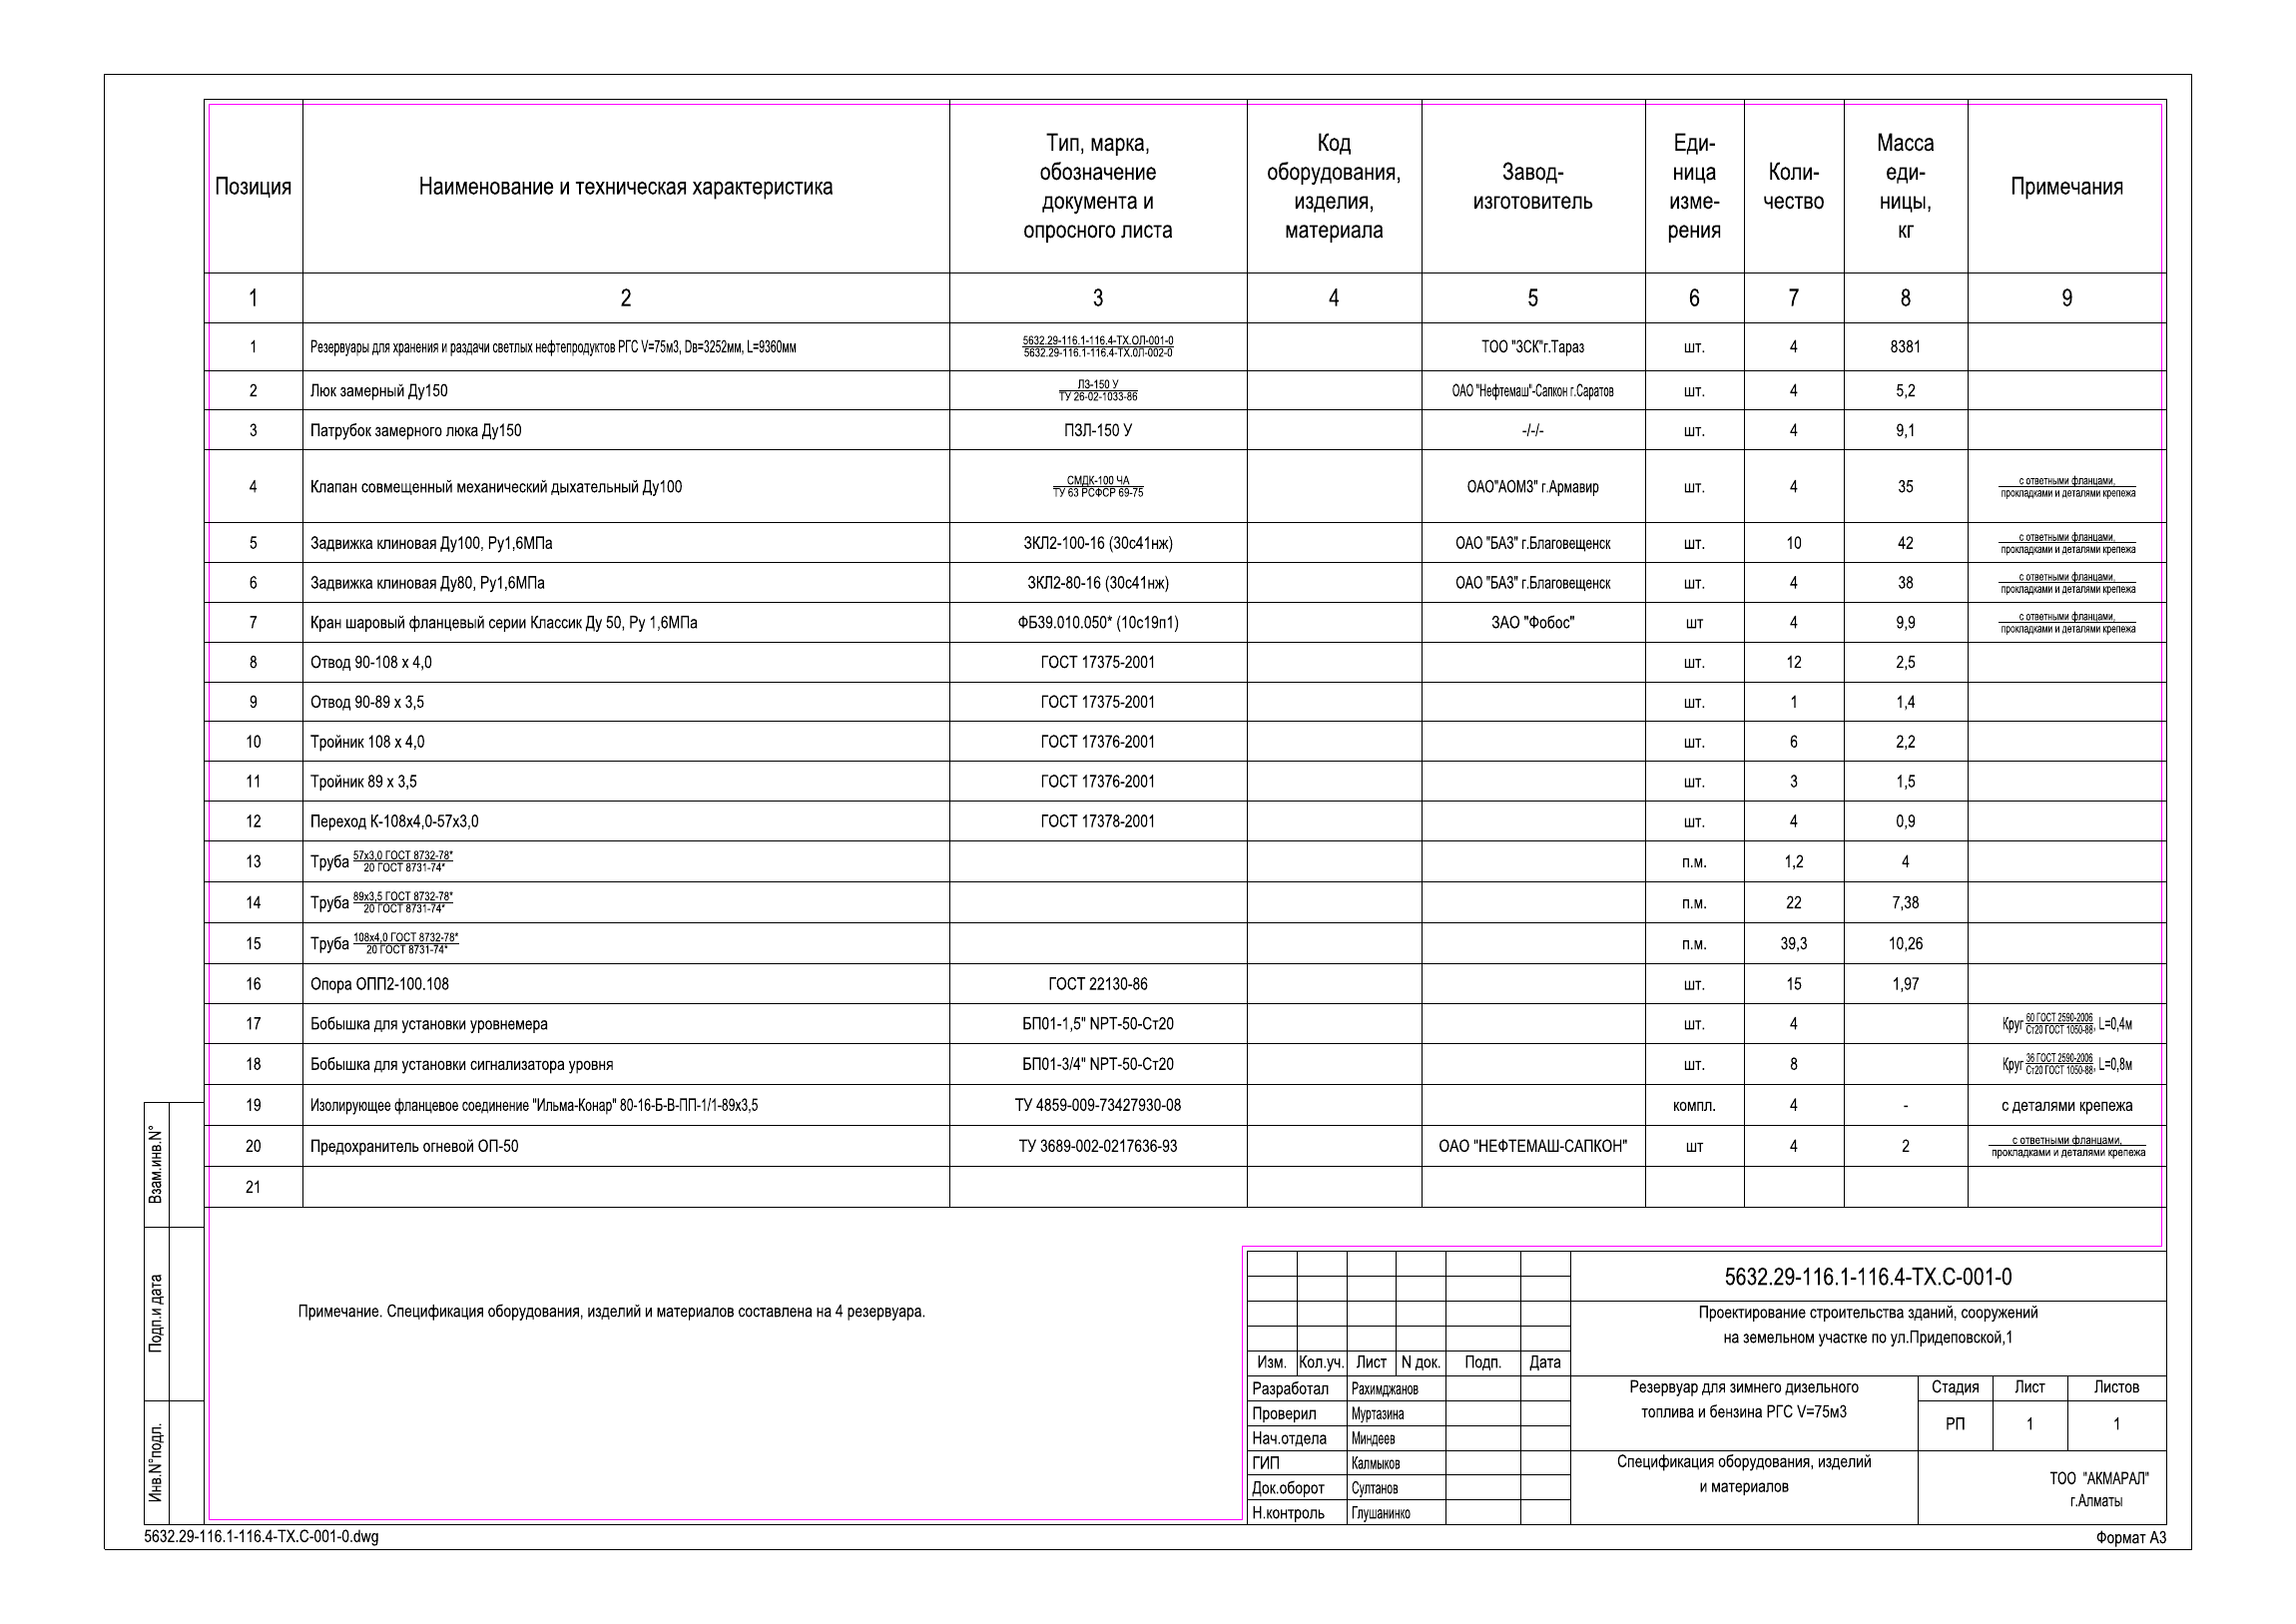 Позиция
Наименование и техническая характеристика
Тип, марка,
обозначение
документа и
опросного листа
Код
оборудования,
изделия,
материала
Завод-
изготовитель
Еди-
ница
изме-
рения
Коли-
чество
Масса
еди-
ницы,
кг
Примечания
1 2 3 4 5 6 7 8 9
1 Резервуары для хранения и раздачи светлых нефтепродуктов РГС V=75м3, Dв=3252мм, L=9360мм 5632.29-116.1-116.4-ТХ.ОЛ-001-0 ТОО "ЗСК"г.Тараз шт. 4 8381
5632.29-116.1-116.4-ТХ.0Л-002-0
2 Люк замерный Ду150 ЛЗ-150 У ОАО "Нефтемаш"-Сапкон г.Саратов шт. 4 5,2
ТУ 26-02-1033-86
3 Патрубок замерного люка Ду150 ПЗЛ-150 У -/-/- шт. 4 9,1
4 Клапан совмещенный механический дыхательный Ду100 СМДК-100 ЧА ОАО"АОМЗ" г.Армавир шт. 4 35 с ответными фланцами,
ТУ 63 РСФСР 69-75 прокладками и деталями крепежа
5 Задвижка клиновая Ду100, Ру1,6МПа ЗКЛ2-100-16 (30с41нж) ОАО "БАЗ" г.Благовещенск шт. 10 42 с ответными фланцами,
прокладками и деталями крепежа
6 Задвижка клиновая Ду80, Ру1,6МПа ЗКЛ2-80-16 (30с41нж) ОАО "БАЗ" г.Благовещенск шт. 4 38 с ответными фланцами,
прокладками и деталями крепежа
7 Кран шаровый фланцевый серии Классик Ду 50, Ру 1,6МПа ФБ39.010.050* (10с19п1) ЗАО "Фобос" шт 4 9,9 с ответными фланцами,
прокладками и деталями крепежа
8 Отвод 90-108 х 4,0 ГОСТ 17375-2001 шт. 12 2,5
9 Отвод 90-89 х 3,5 ГОСТ 17375-2001 шт. 1 1,4
10 Тройник 108 х 4,0 ГОСТ 17376-2001 шт. 6 2,2
11 Тройник 89 х 3,5 ГОСТ 17376-2001 шт. 3 1,5
12 Переход К-108х4,0-57х3,0 ГОСТ 17378-2001 шт. 4 0,9
13 Труба 57х3,0 ГОСТ 8732-78* п.м. 1,2 4
20 ГОСТ 8731-74*
14 Труба 89х3,5 ГОСТ 8732-78* п.м. 22 7,38
20 ГОСТ 8731-74*
15 Труба 108х4,0 ГОСТ 8732-78* п.м. 39,3 10,26
20 ГОСТ 8731-74*
16 Опора ОПП2-100.108 ГОСТ 22130-86 шт. 15 1,97
17 Бобышка для установки уровнемера БП01-1,5" NPT-50-Ст20 шт. 4 Круг 60 ГОСТ 2590-2006
Ст20 ГОСТ 1050-88, L=0,4м
18 Бобышка для установки сигнализатора уровня БП01-3/4" NPT-50-Ст20 шт. 8 Круг 36 ГОСТ 2590-2006
Ст20 ГОСТ 1050-88, L=0,8м
19 Изолирующее фланцевое соединение "Ильма-Конар" 80-16-Б-В-ПП-1/1-89х3,5 ТУ 4859-009-73427930-08 компл. 4 - с деталями крепежа
20 Предохранитель огневой ОП-50 ТУ 3689-002-0217636-93 ОАО "НЕФТЕМАШ-САПКОН" шт 4 2 с ответными фланцами,
прокладками и деталями крепежа
21
Взам.инв.N°
Подп.и дата
Инв.N°подл.
Примечание. Спецификация оборудования, изделий и материалов составлена на 4 резервуара.
5632.29-116.1-116.4-ТХ.С-001-0
Проектирование строительства зданий, сооружений
на земельном участке по ул.Придеповской,1
Изм. Кол.уч. Лист N док. Подп. Дата
Разработал Рахимджанов
Проверил Муртазина
Нач.отдела Миндеев
ГИП Калмыков
Док.оборот Султанов
Н.контроль Глушанинко
Резервуар для зимнего дизельного
топлива и бензина РГС V=75м3
Стадия Лист Листов
РП 1 1
Спецификация оборудования, изделий
и материалов
ТОО "АКМАРАЛ"
г.Алматы
5632.29-116.1-116.4-ТХ.С-001-0.dwg
Формат А3